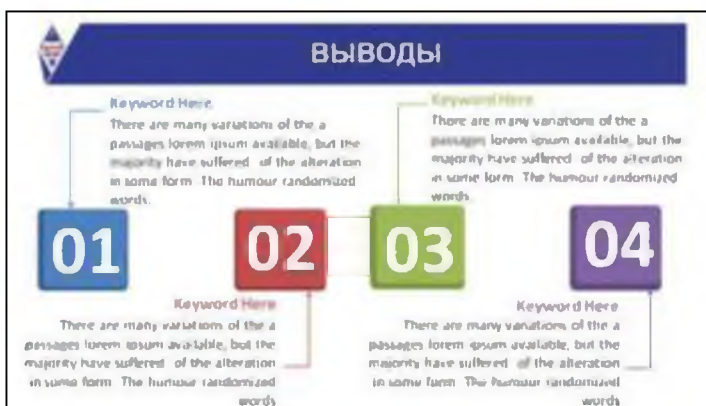 ВЫВОДЫ
Keyword Here
There are many variations of the a
passages lorem ipsum available, but the
majority have suffered of the alteration
in some form The humour randomized
words.
Keyword Here
There are many variations of the a
passages lorem ipsum available, but the
majority have suffered of the alteration
in some form The humour randomized
words.
01
02
03
04
Keyword Here
There are many variations of the a
passages lorem ipsum available, but the
majority have suffered of the alteration
in some form The humour randomized
words
Keyword Here
There are many variations of the a
passages lorem ipsum available, but the
majority have suffered of the alteration
in some form The humour randomized
words